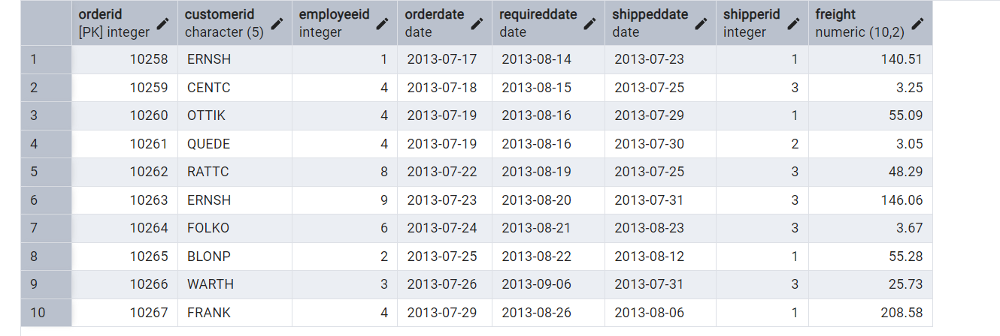 orderid customerid employeeid orderdate requireddate shippeddate shipperid freight
[PK] integer character (5) integer date date date integer numeric (10,2)
1 10258 ERNSH 1 2013-07-17 2013-08-14 2013-07-23 1 140.51
2 10259 CENTC 4 2013-07-18 2013-08-15 2013-07-25 3 3.25
3 10260 OTTIK 4 2013-07-19 2013-08-16 2013-07-29 1 55.09
4 10261 QUEDE 4 2013-07-19 2013-08-16 2013-07-30 2 3.05
5 10262 RATTC 8 2013-07-22 2013-08-19 2013-07-25 3 48.29
6 10263 ERNSH 9 2013-07-23 2013-08-20 2013-07-31 3 146.06
7 10264 FOLKO 6 2013-07-24 2013-08-21 2013-08-23 3 3.67
8 10265 BLONP 2 2013-07-25 2013-08-22 2013-08-12 1 55.28
9 10266 WARTH 3 2013-07-26 2013-09-06 2013-07-31 3 25.73
10 10267 FRANK 4 2013-07-29 2013-08-26 2013-08-06 1 208.58